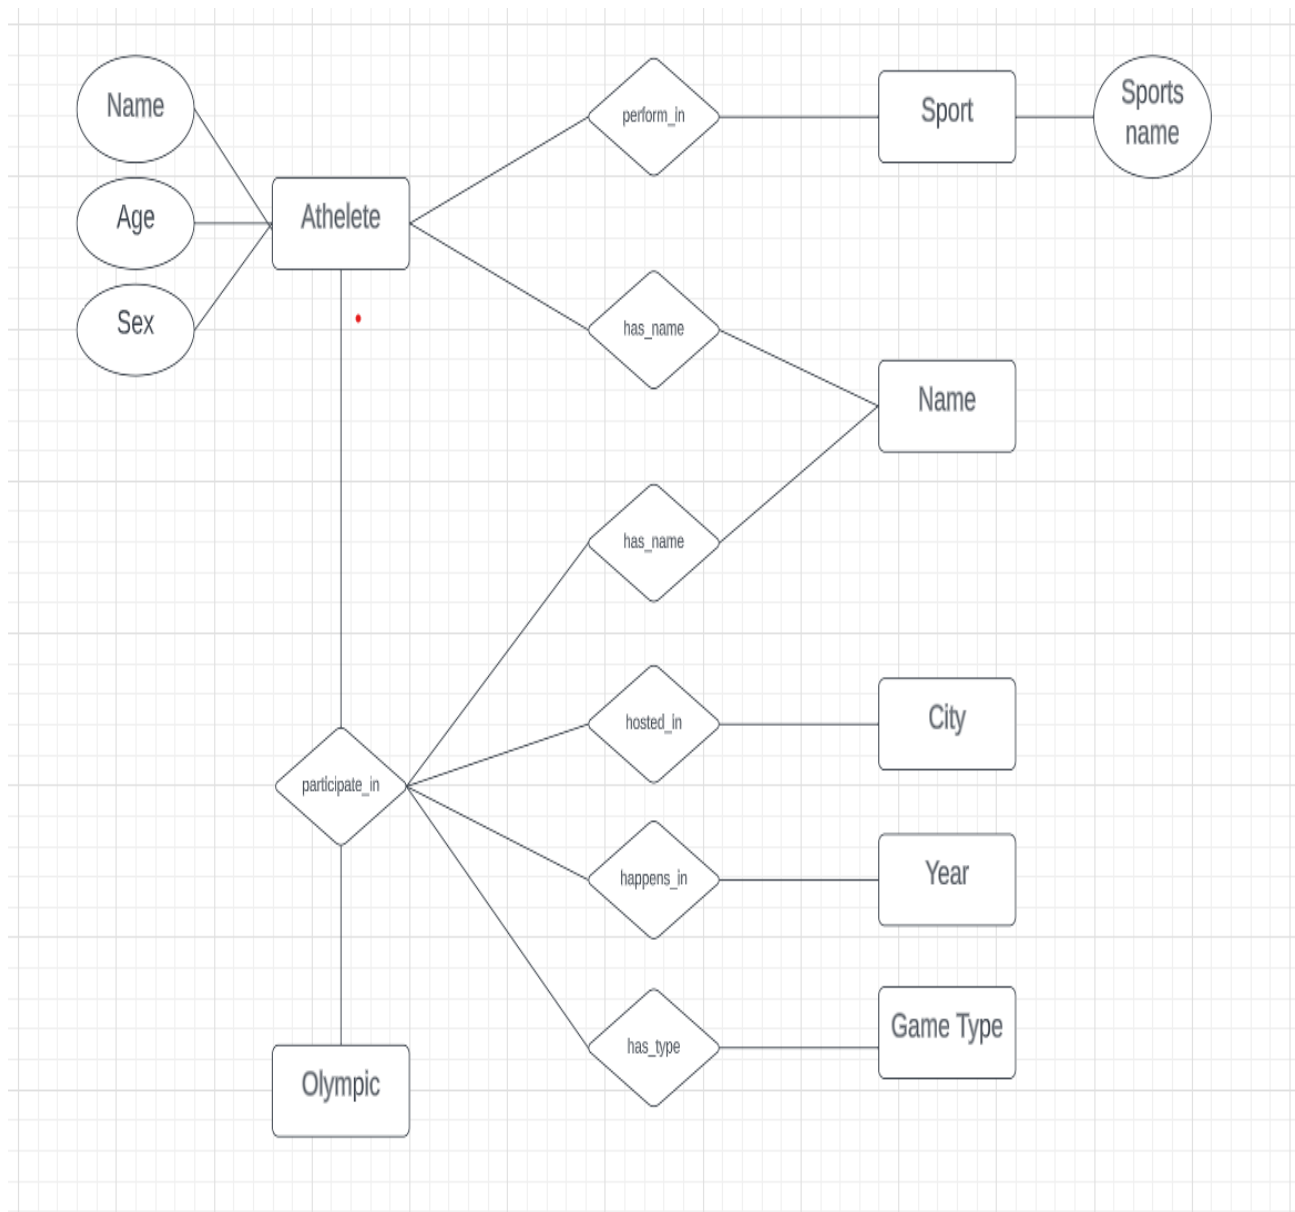 Name
Age
Sex
Athelete
perform_in
Sport
Sports
name
has_name
Name
has_name
participate_in
hosted_in
City
happens_in
Year
has_type
Game Type
Olympic